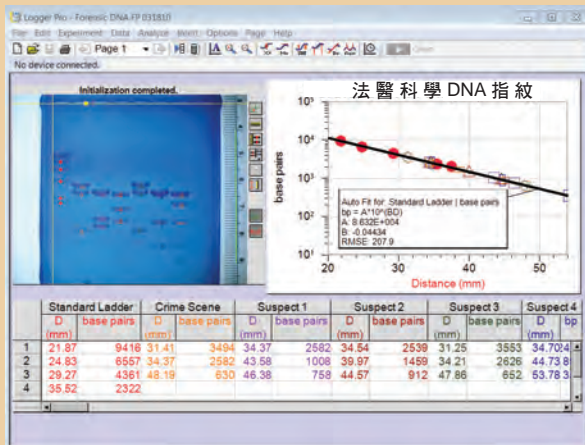 Logger Pro - Forensic DNA FP 031810
File Edit Experiment Data Analyze Insert Options Page Help
Page 1
No device connected.
Initialization completed.
法醫科學DNA指紋
base pairs
10⁵
10⁴
10³
10²
10¹
Auto Fit for: Standard Ladder | base pairs
bp = A*10^(BD)
A: 8.632E+004
B: -0.04434
RMSE: 207.9
20 30 40 50
Distance (mm)
Standard Ladder Crime Scene Suspect 1 Suspect 2 Suspect 3 Suspect 4
D base pairs D base pairs D base pairs D base pairs D base pairs D bp
(mm) (mm) (mm) (mm) (mm) (mm)
1 21.87 9416 31.41 3494 34.37 2582 34.54 2539 31.25 3553 34.70 24
2 24.83 6557 34.37 2582 43.58 1008 39.97 1459 34.21 2626 44.73 8
3 29.27 4361 48.19 630 46.38 758 44.57 912 47.86 652 53.78 3
4 35.52 2322